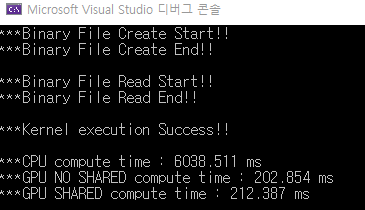 Microsoft Visual Studio 디버그 콘솔
***Binary File Create Start!!
***Binary File Create End!!
***Binary File Read Start!!
***Binary File Read End!!
***Kernel execution Success!!
***CPU compute time : 6038.511 ms
***GPU NO SHARED compute time : 202.854 ms
***GPU SHARED compute time : 212.387 ms